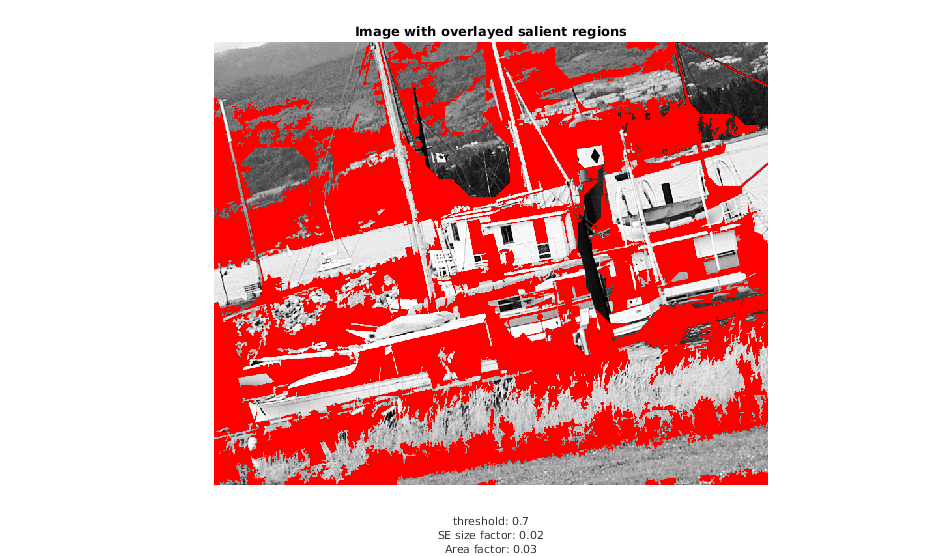 Image with overlayed salient regions
threshold: 0.7
SE size factor: 0.02
Area factor: 0.03